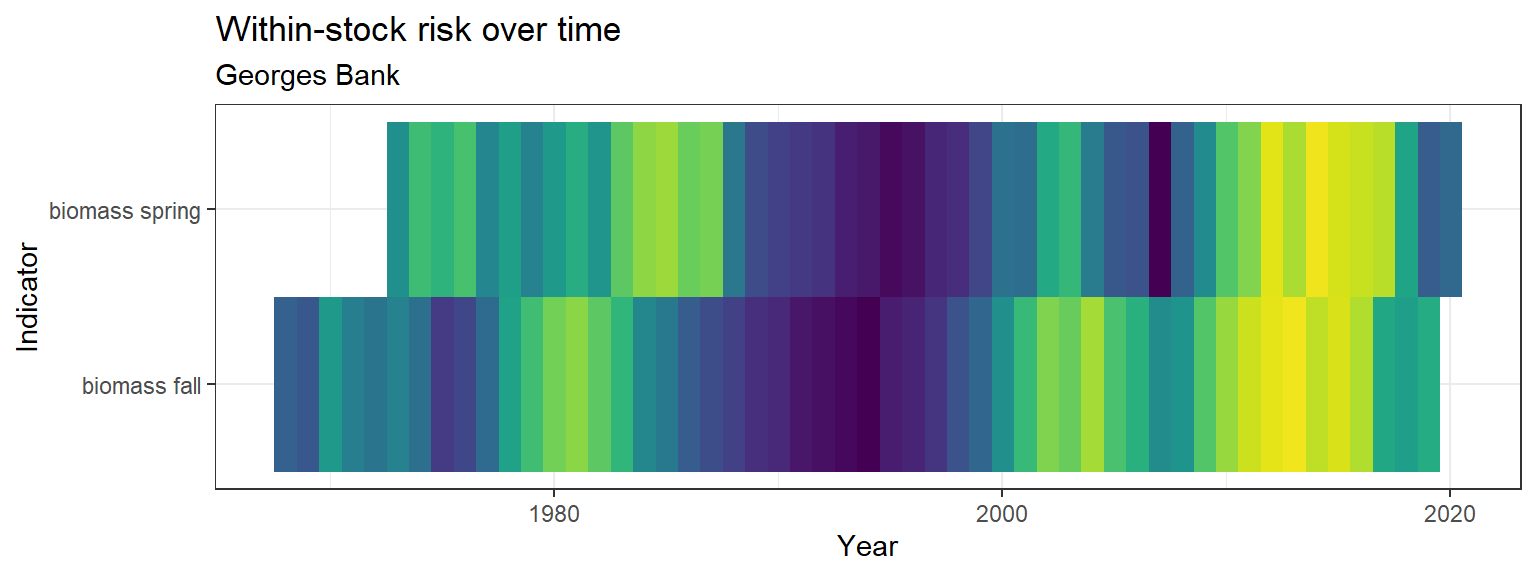 Within-stock risk over time
Georges Bank
Indicator
biomass spring
biomass fall
1980
2000
2020
Year